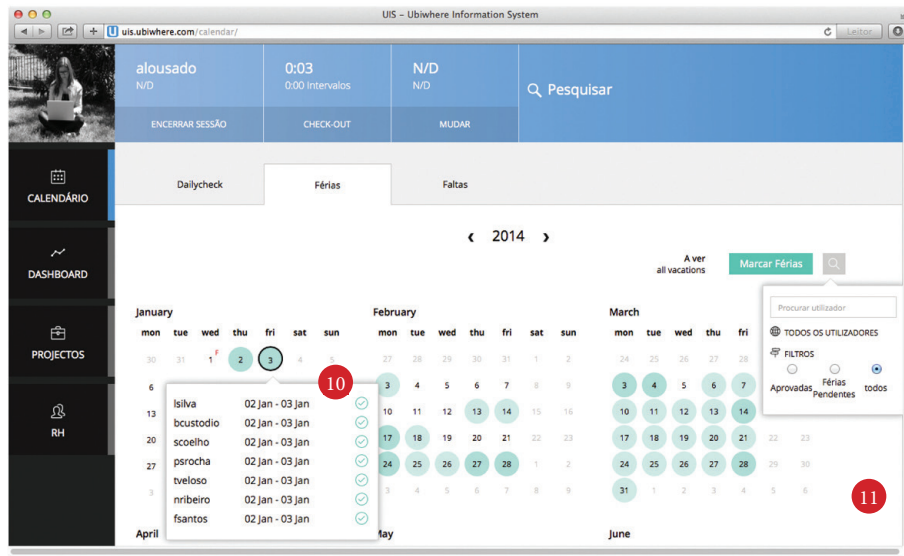 UIS – Ubiwhere Information System
uis.ubiwhere.com/calendar/
Leitor
alousado
N/D
0:03
0:00 Intervalos
N/D
N/D
Pesquisar
ENCERRAR SESSÃO
CHECK-OUT
MUDAR
CALENDÁRIO
DASHBOARD
PROJECTOS
RH
Dailycheck
Férias
Faltas
‹ 2014 ›
A ver
all vacations
Marcar Férias
Procurar utilizador
TODOS OS UTILIZADORES
FILTROS
Aprovadas
Férias Pendentes
todos
January
mon tue wed thu fri sat sun
30 31 1 F 2 3 4 5
6
13
20
27
3
10
lsilva 02 Jan - 03 Jan
bcustodio 02 Jan - 03 Jan
scoelho 02 Jan - 03 Jan
psrocha 02 Jan - 03 Jan
tveloso 02 Jan - 03 Jan
nribeiro 02 Jan - 03 Jan
fsantos 02 Jan - 03 Jan
February
mon tue wed thu fri sat sun
27 28 29 30 31 1 2
3 4 5 6 7 8 9
10 11 12 13 14 15 16
17 18 19 20 21 22 23
24 25 26 27 28 1 2
3 4 5 6 7 8 9
March
mon tue wed thu fri
24 25 26 27 28
3 4 5 6 7
10 11 12 13 14
17 18 19 20 21 22 23
24 25 26 27 28 29 30
31 1 2 3 4 5 6
11
April
May
June